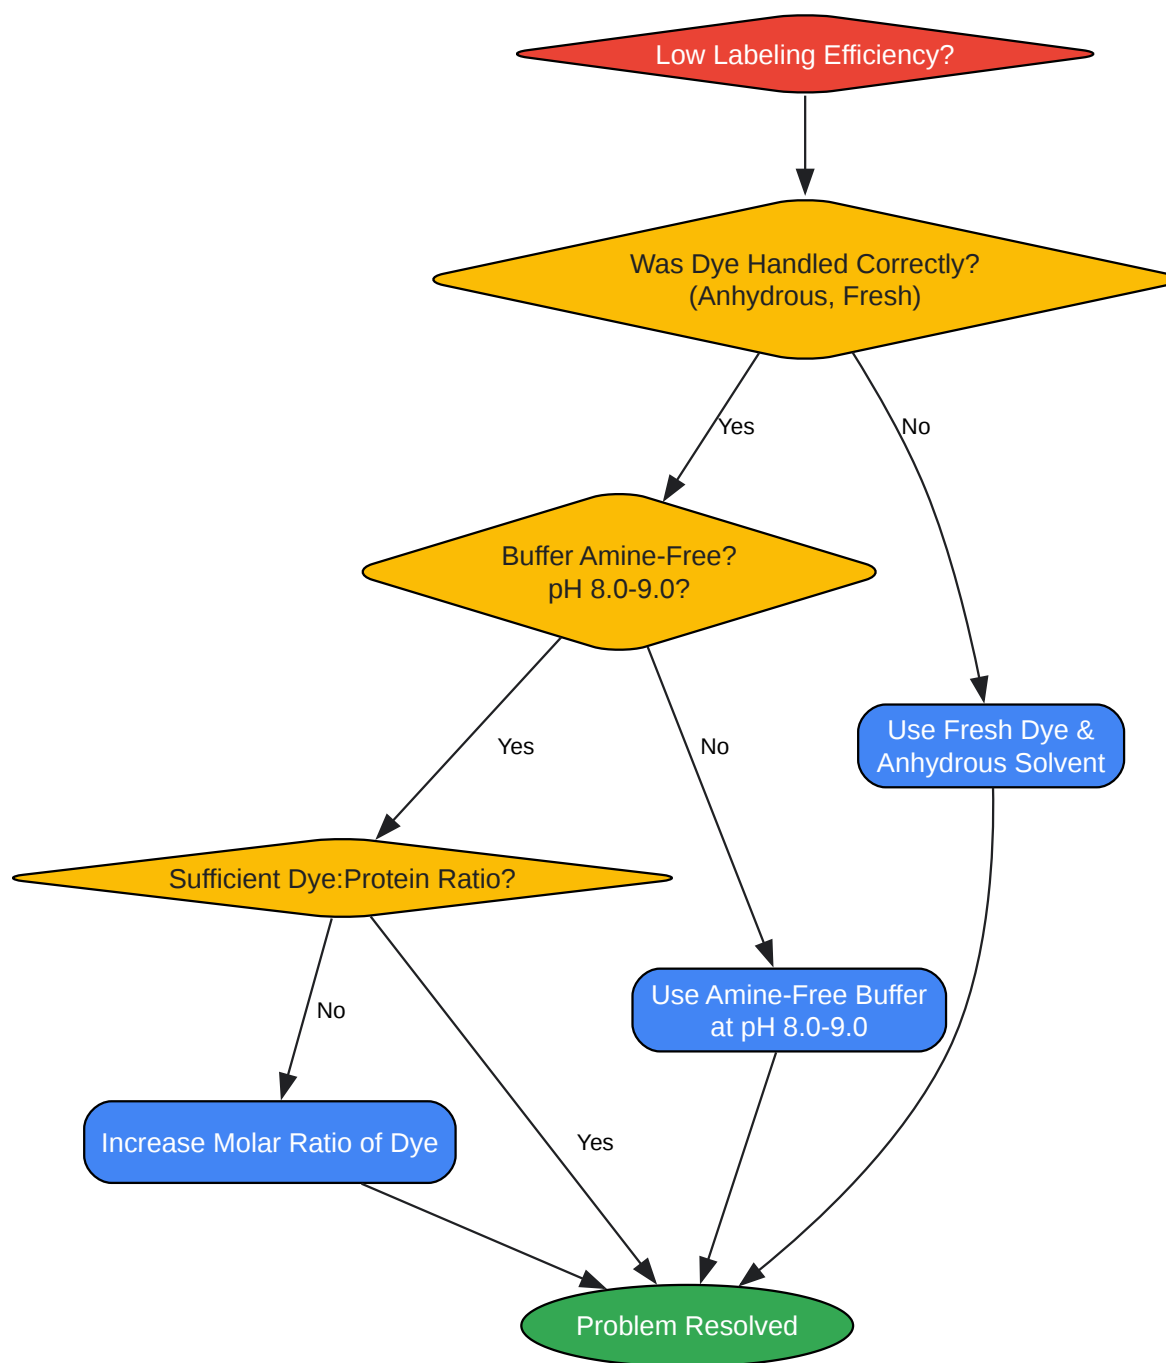 Low Labeling Efficiency?
Was Dye Handled Correctly?
(Anhydrous, Fresh)
Yes
No
Buffer Amine-Free?
pH 8.0-9.0?
Use Fresh Dye &
Anhydrous Solvent
Yes
No
Sufficient Dye:Protein Ratio?
Use Amine-Free Buffer
at pH 8.0-9.0
No
Increase Molar Ratio of Dye
Yes
Problem Resolved